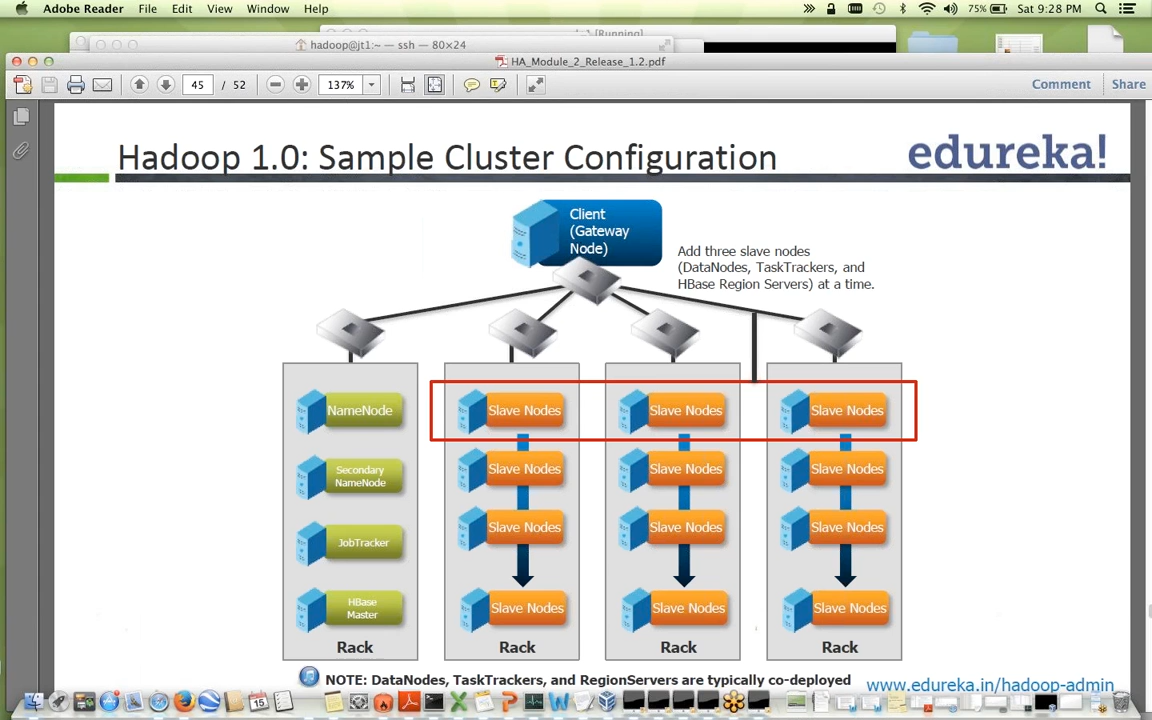 Adobe Reader File Edit View Window Help 75% Sat 9:28 PM
hadoop@jt1:~ — ssh — 80×24
HA_Module_2_Release_1.2.pdf
45 / 52 137% Comment Share
Hadoop 1.0: Sample Cluster Configuration
edureka!
Client
(Gateway
Node)
Add three slave nodes
(DataNodes, TaskTrackers, and
HBase Region Servers) at a time.
NameNode Slave Nodes Slave Nodes Slave Nodes
Secondary
NameNode
Slave Nodes Slave Nodes Slave Nodes
JobTracker Slave Nodes Slave Nodes Slave Nodes
HBase
Master
Slave Nodes Slave Nodes Slave Nodes
Rack Rack Rack Rack
NOTE: DataNodes, TaskTrackers, and RegionServers are typically co-deployed
www.edureka.in/hadoop-admin
15